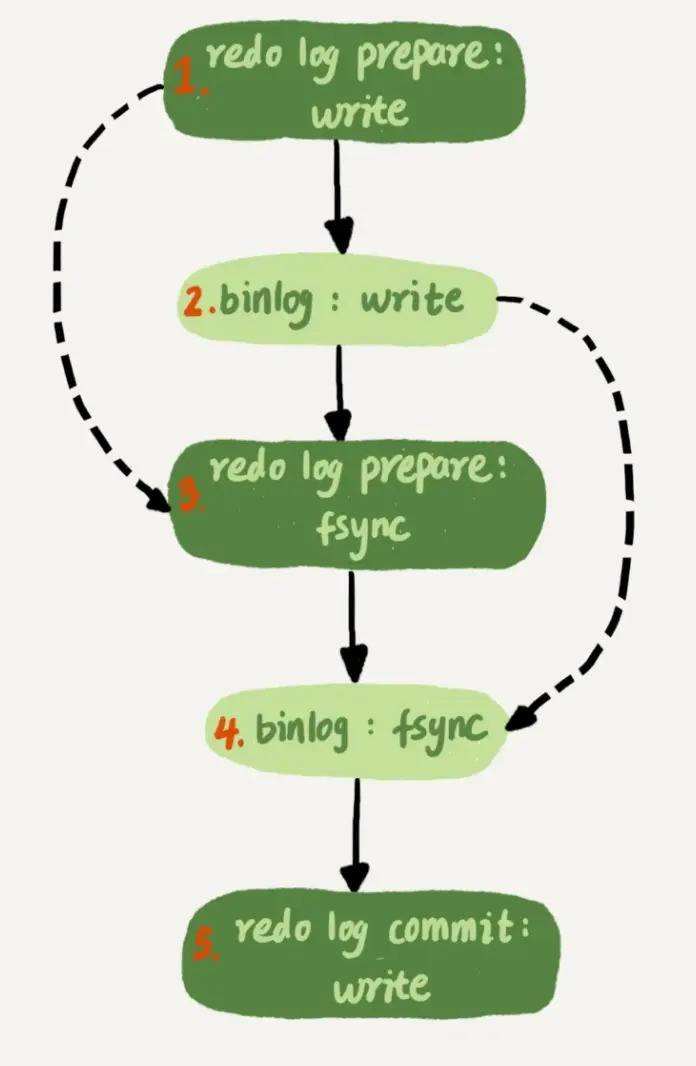 1. redo log prepare:
write
2. binlog : write
3. redo log prepare:
fsync
4. binlog : fsync
5. redo log commit:
write